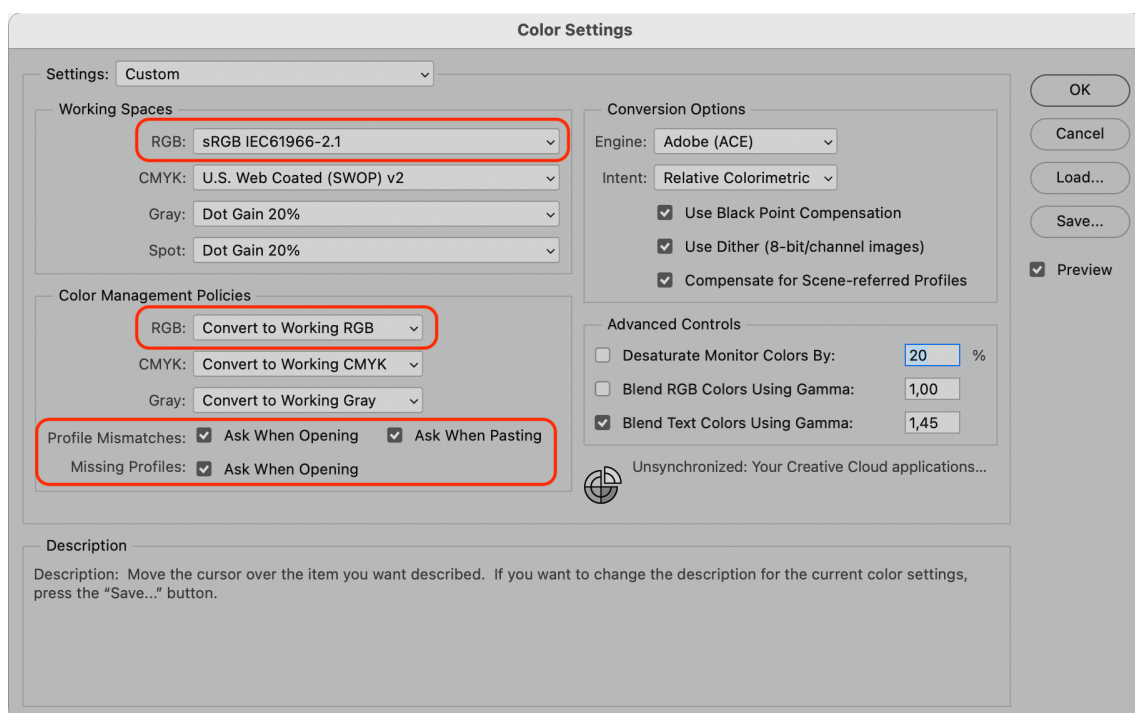 Color Settings
Settings: Custom
Working Spaces
RGB: sRGB IEC61966-2.1
CMYK: U.S. Web Coated (SWOP) v2
Gray: Dot Gain 20%
Spot: Dot Gain 20%
Color Management Policies
RGB: Convert to Working RGB
CMYK: Convert to Working CMYK
Gray: Convert to Working Gray
Profile Mismatches: Ask When Opening Ask When Pasting
Missing Profiles: Ask When Opening
Conversion Options
Engine: Adobe (ACE)
Intent: Relative Colorimetric
Use Black Point Compensation
Use Dither (8-bit/channel images)
Compensate for Scene-referred Profiles
Advanced Controls
Desaturate Monitor Colors By: 20 %
Blend RGB Colors Using Gamma: 1,00
Blend Text Colors Using Gamma: 1,45
Unsynchronized: Your Creative Cloud applications...
OK
Cancel
Load...
Save...
Preview
Description
Description: Move the cursor over the item you want described. If you want to change the description for the current color settings,
press the “Save...” button.